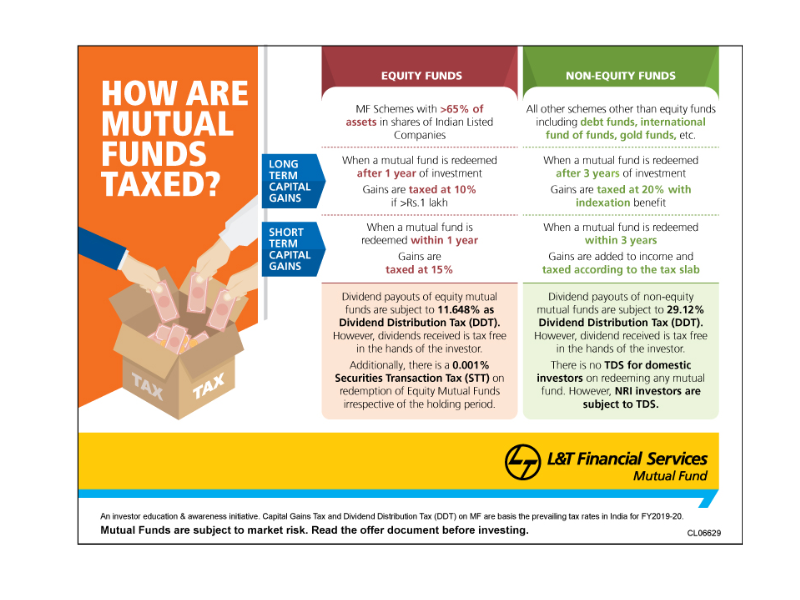 HOW ARE
MUTUAL
FUNDS
TAXED?
EQUITY FUNDS
MF Schemes with >65% of
assets in shares of Indian Listed
Companies
NON-EQUITY FUNDS
All other schemes other than equity funds
including debt funds, international
fund of funds, gold funds, etc.
LONG
TERM
CAPITAL
GAINS
When a mutual fund is redeemed
after 1 year of investment
Gains are taxed at 10%
if >Rs.1 lakh
When a mutual fund is redeemed
after 3 years of investment
Gains are taxed at 20% with
indexation benefit
SHORT
TERM
CAPITAL
GAINS
When a mutual fund is
redeemed within 1 year
Gains are
taxed at 15%
When a mutual fund is redeemed
within 3 years
Gains are added to income and
taxed according to the tax slab
Dividend payouts of equity mutual
funds are subject to 11.648% as
Dividend Distribution Tax (DDT).
However, dividends received is tax free
in the hands of the investor.
Additionally, there is a 0.001%
Securities Transaction Tax (STT) on
redemption of Equity Mutual Funds
irrespective of the holding period.
Dividend payouts of non-equity
mutual funds are subject to 29.12%
Dividend Distribution Tax (DDT).
However, dividend received is tax free
in the hands of the investor.
There is no TDS for domestic
investors on redeeming any mutual
fund. However, NRI investors are
subject to TDS.
TAX
TAX
L&T Financial Services
Mutual Fund
An investor education & awareness initiative. Capital Gains Tax and Dividend Distribution Tax (DDT) on MF are basis the prevailing tax rates in India for FY2019-20.
Mutual Funds are subject to market risk. Read the offer document before investing.
CL06629